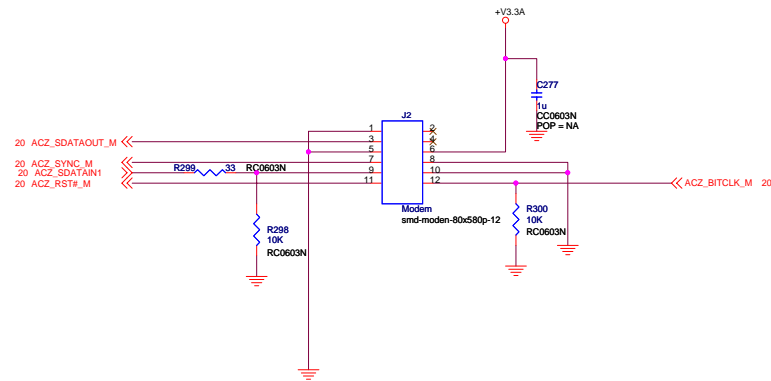 +V3.3A
C277
1u
CC0603N
POP = NA
J2
1
2
3
4
5
6
7
8
9
10
11
12
20 ACZ_SDATAOUT_M
20 ACZ_SYNC_M
20 ACZ_SDATAIN1
20 ACZ_RST#_M
R299 33 RC0603N
ACZ_BITCLK_M 20
Modem
smd-moden-80x580p-12
R298
10K
RC0603N
R300
10K
RC0603N